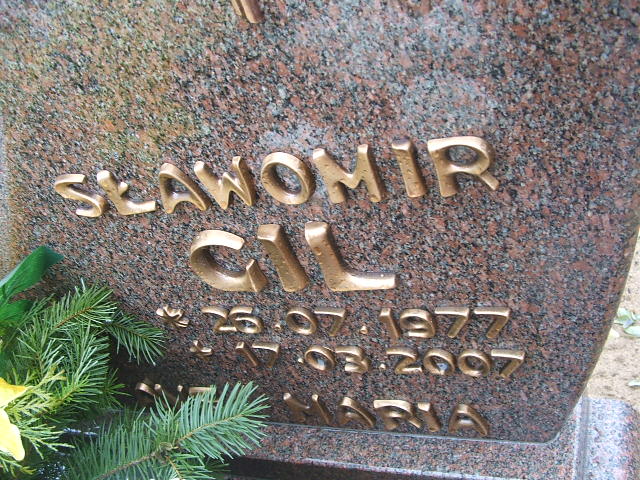 SŁAWOMIR
GIL
* 26.07.1977
+ 17.03.2007
MARIA